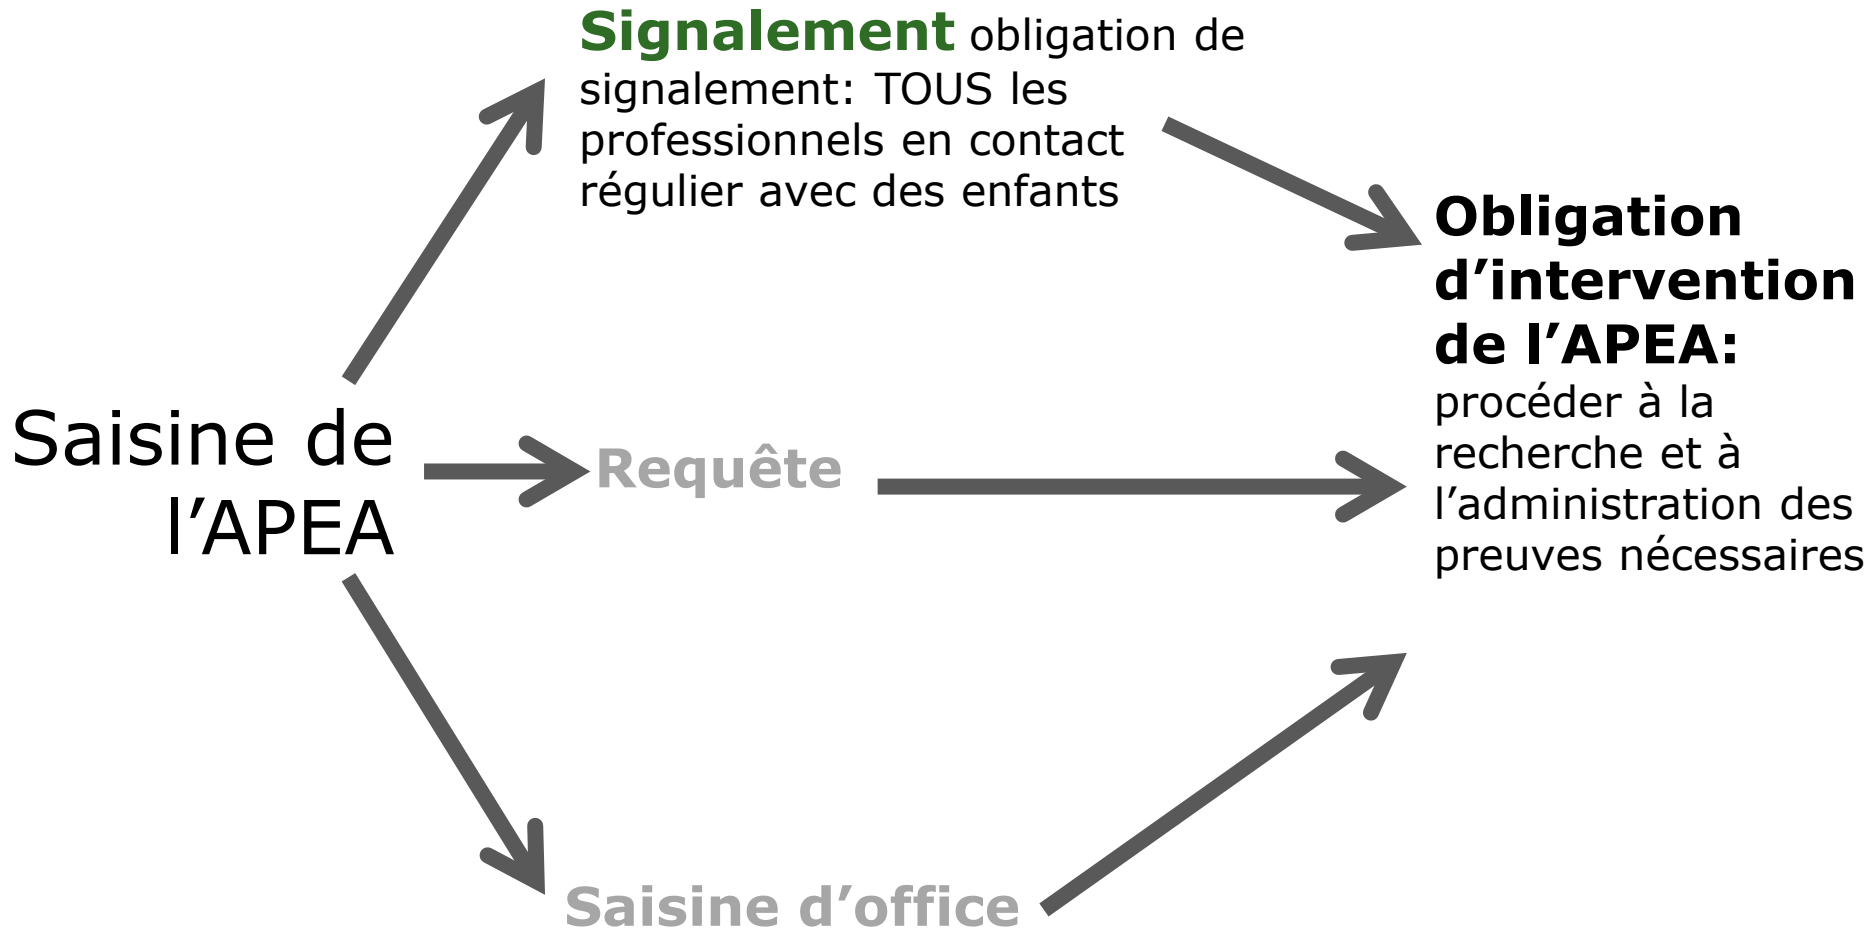 Signalement obligation de
signalement: TOUS les
professionnels en contact
régulier avec des enfants
Saisine de
l’APEA
Requête
Saisine d’office
Obligation
d’intervention
de l’APEA:
procéder à la
recherche et à
l’administration des
preuves nécessaires